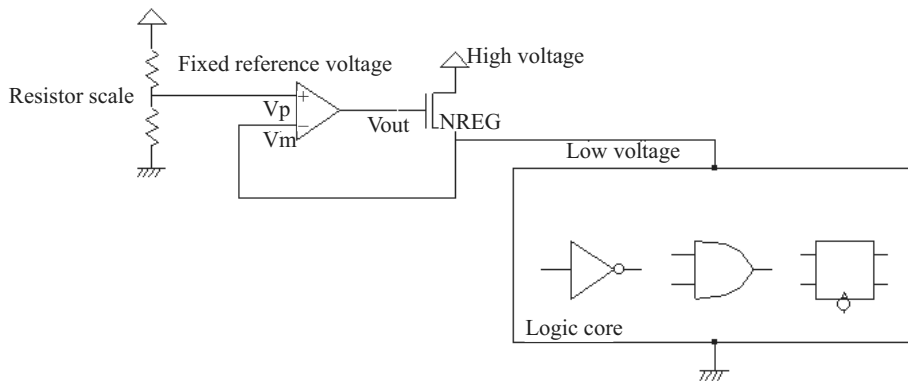 High voltage
Fixed reference voltage
Resistor scale
+
Vp
Vout
NREG
−
Vm
Low voltage
Logic core